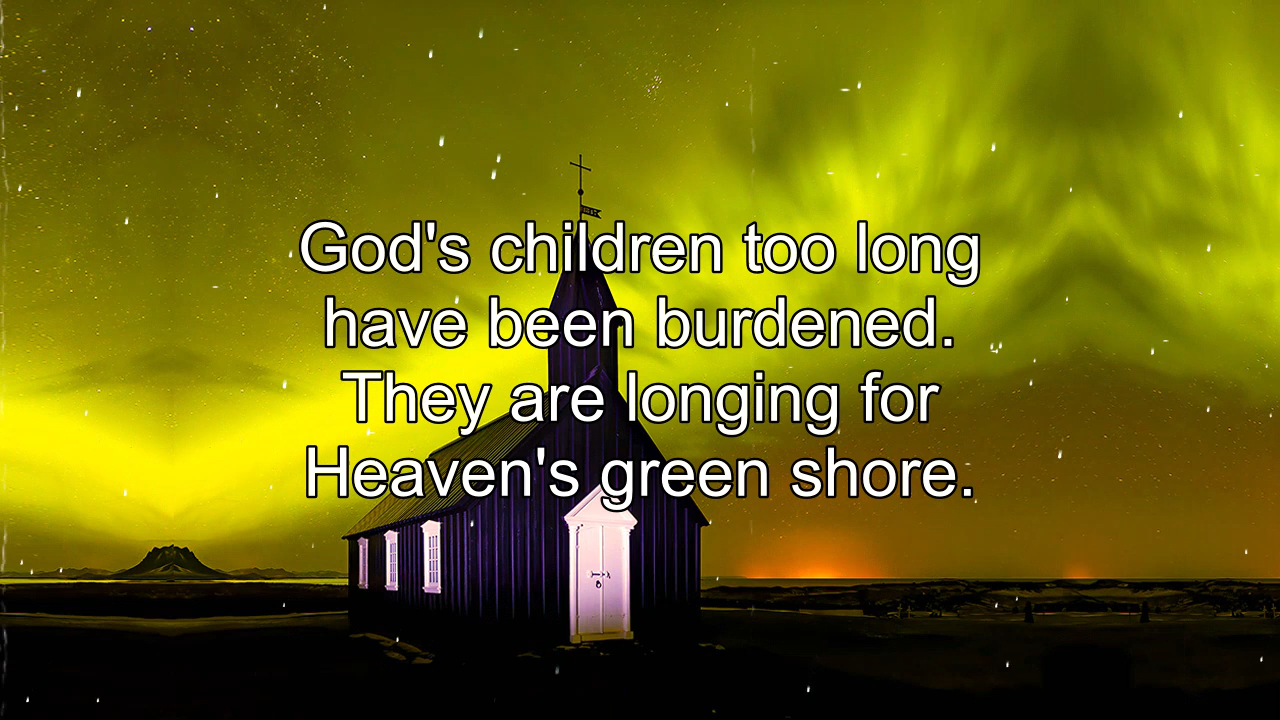 God's children too long
have been burdened.
They are longing for
Heaven's green shore.